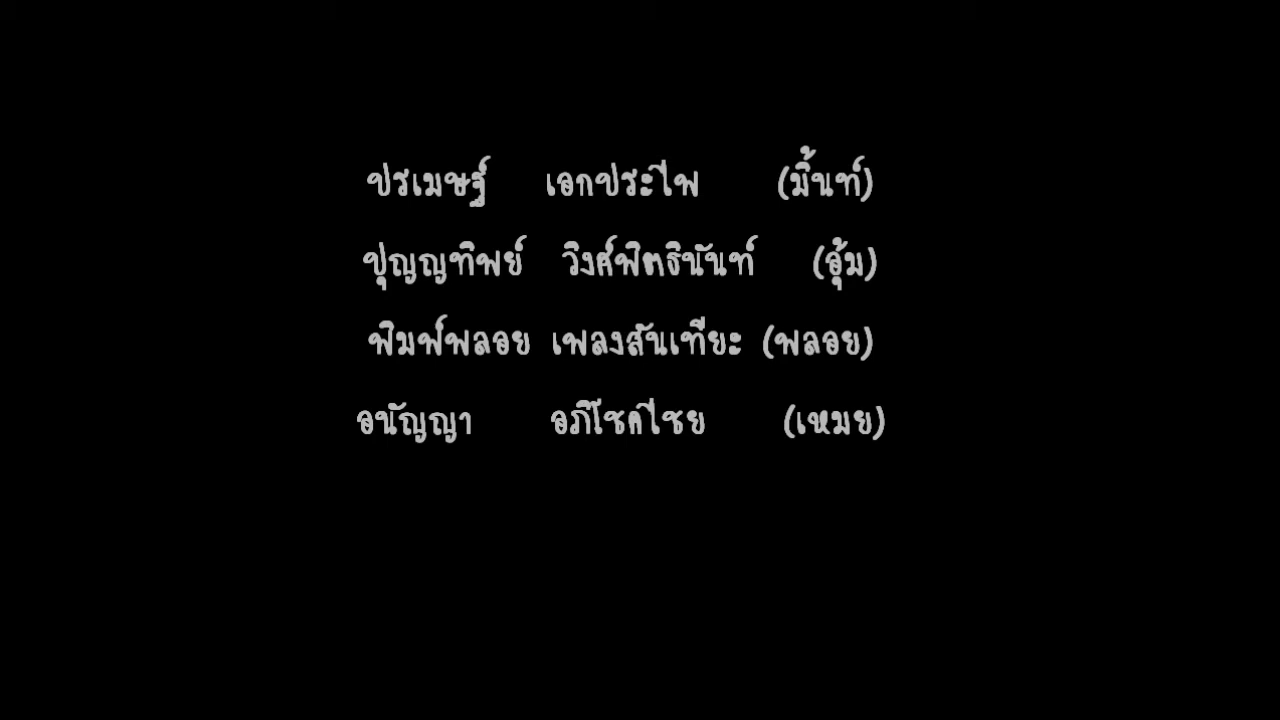 ปรเมษฐ์ เอกประไพ (มิ้นท์)
ปุญญทิพย์ วิงศ์พิทธินันท์ (อุ้ม)
พิมพ์พลอย เพลงสันเทียะ (พลอย)
อนัญญา อภิโชค์ไชย (เหมย)